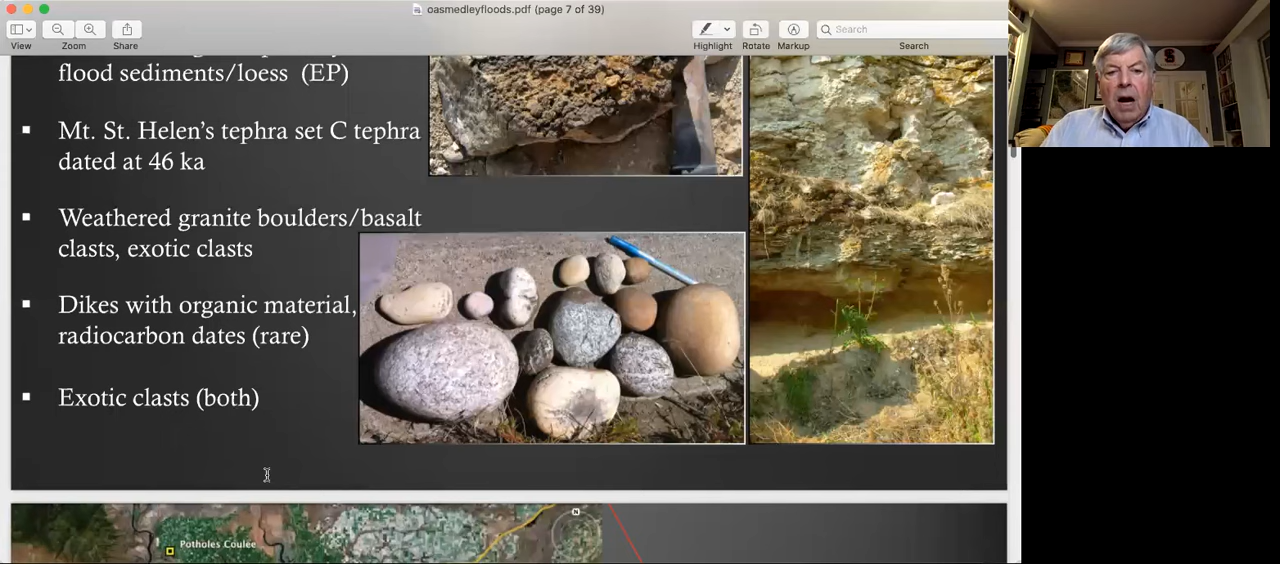 oasmedleyfloods.pdf (page 7 of 39)
View
Zoom
Share
Highlight
Rotate
Markup
Search
Search
flood sediments/loess (EP)
▪ Mt. St. Helen’s tephra set C tephra
dated at 46 ka
▪ Weathered granite boulders/basalt
clasts, exotic clasts
▪ Dikes with organic material,
radiocarbon dates (rare)
▪ Exotic clasts (both)
N
Potholes Coulee